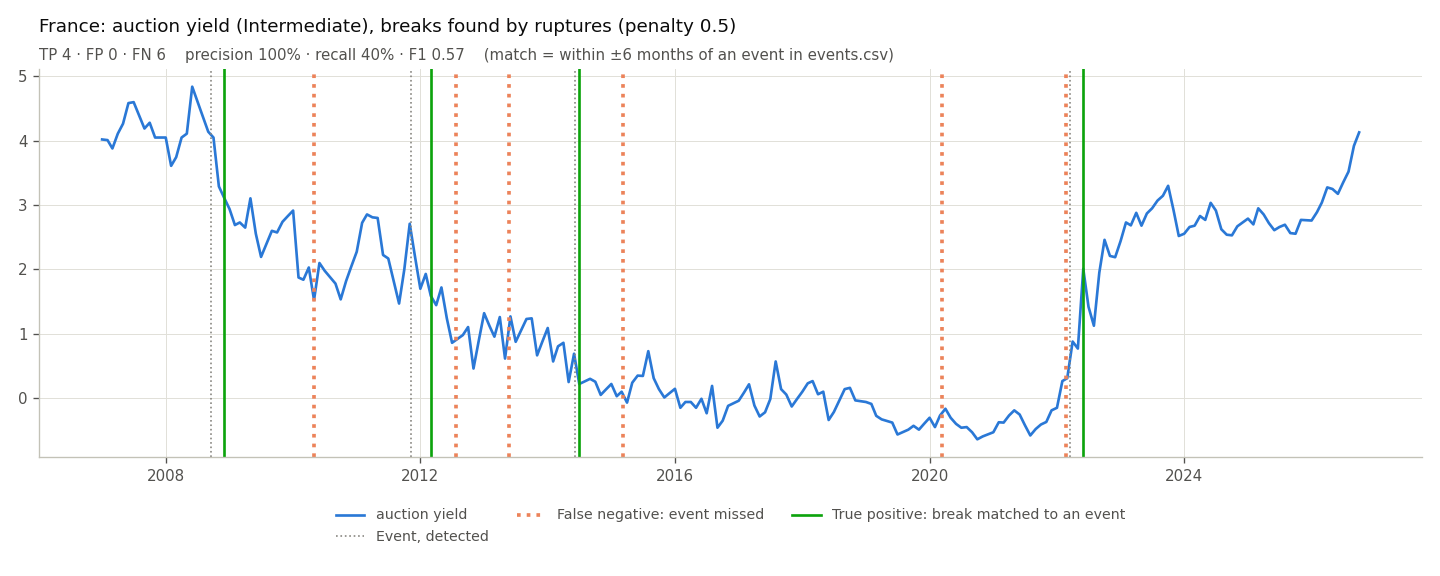 France: auction yield (Intermediate), breaks found by ruptures (penalty 0.5)
TP 4 · FP 0 · FN 6    precision 100% · recall 40% · F1 0.57    (match = within ±6 months of an event in events.csv)
5
4
3
2
1
0
2008 2012 2016 2020 2024
auction yield
False negative: event missed
True positive: break matched to an event
Event, detected